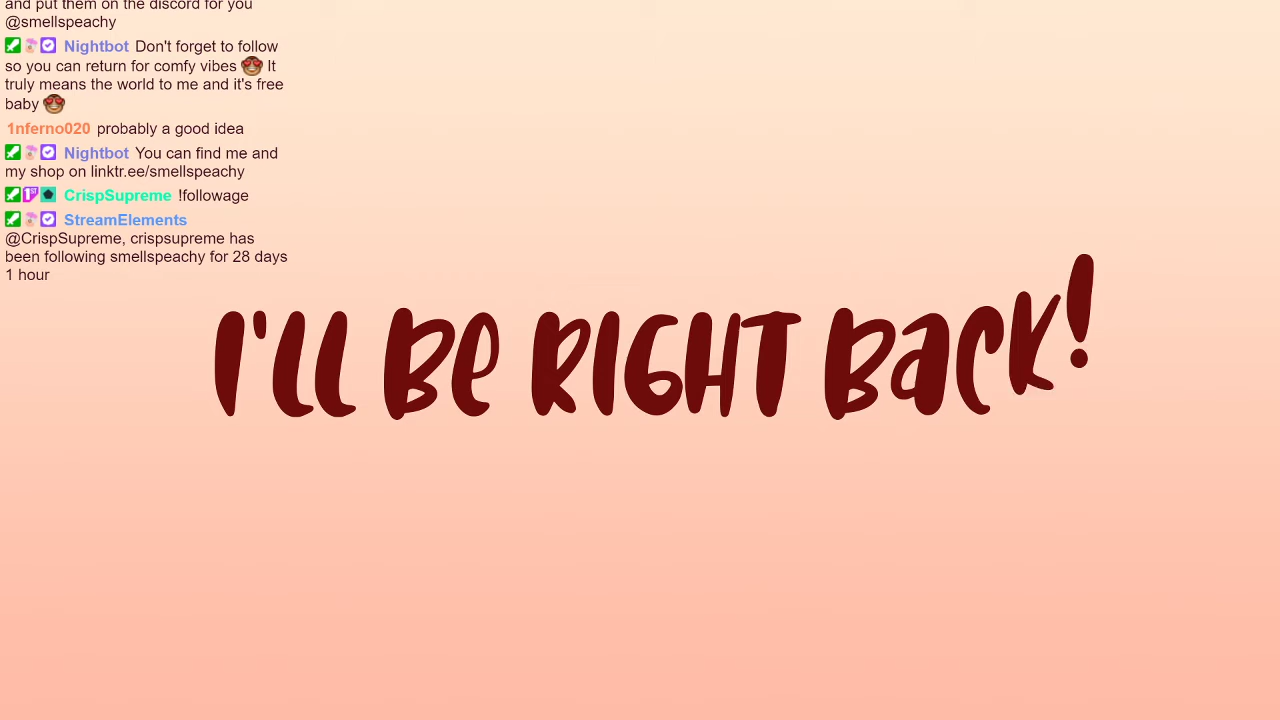 and put them on the discord for you
@smellspeachy
Nightbot Don't forget to follow
so you can return for comfy vibes It
truly means the world to me and it's free
baby
1nferno020 probably a good idea
Nightbot You can find me and
my shop on linktr.ee/smellspeachy
CrispSupreme !followage
StreamElements
@CrispSupreme, crispsupreme has
been following smellspeachy for 28 days
1 hour
I'LL BE RIGHT BACK!